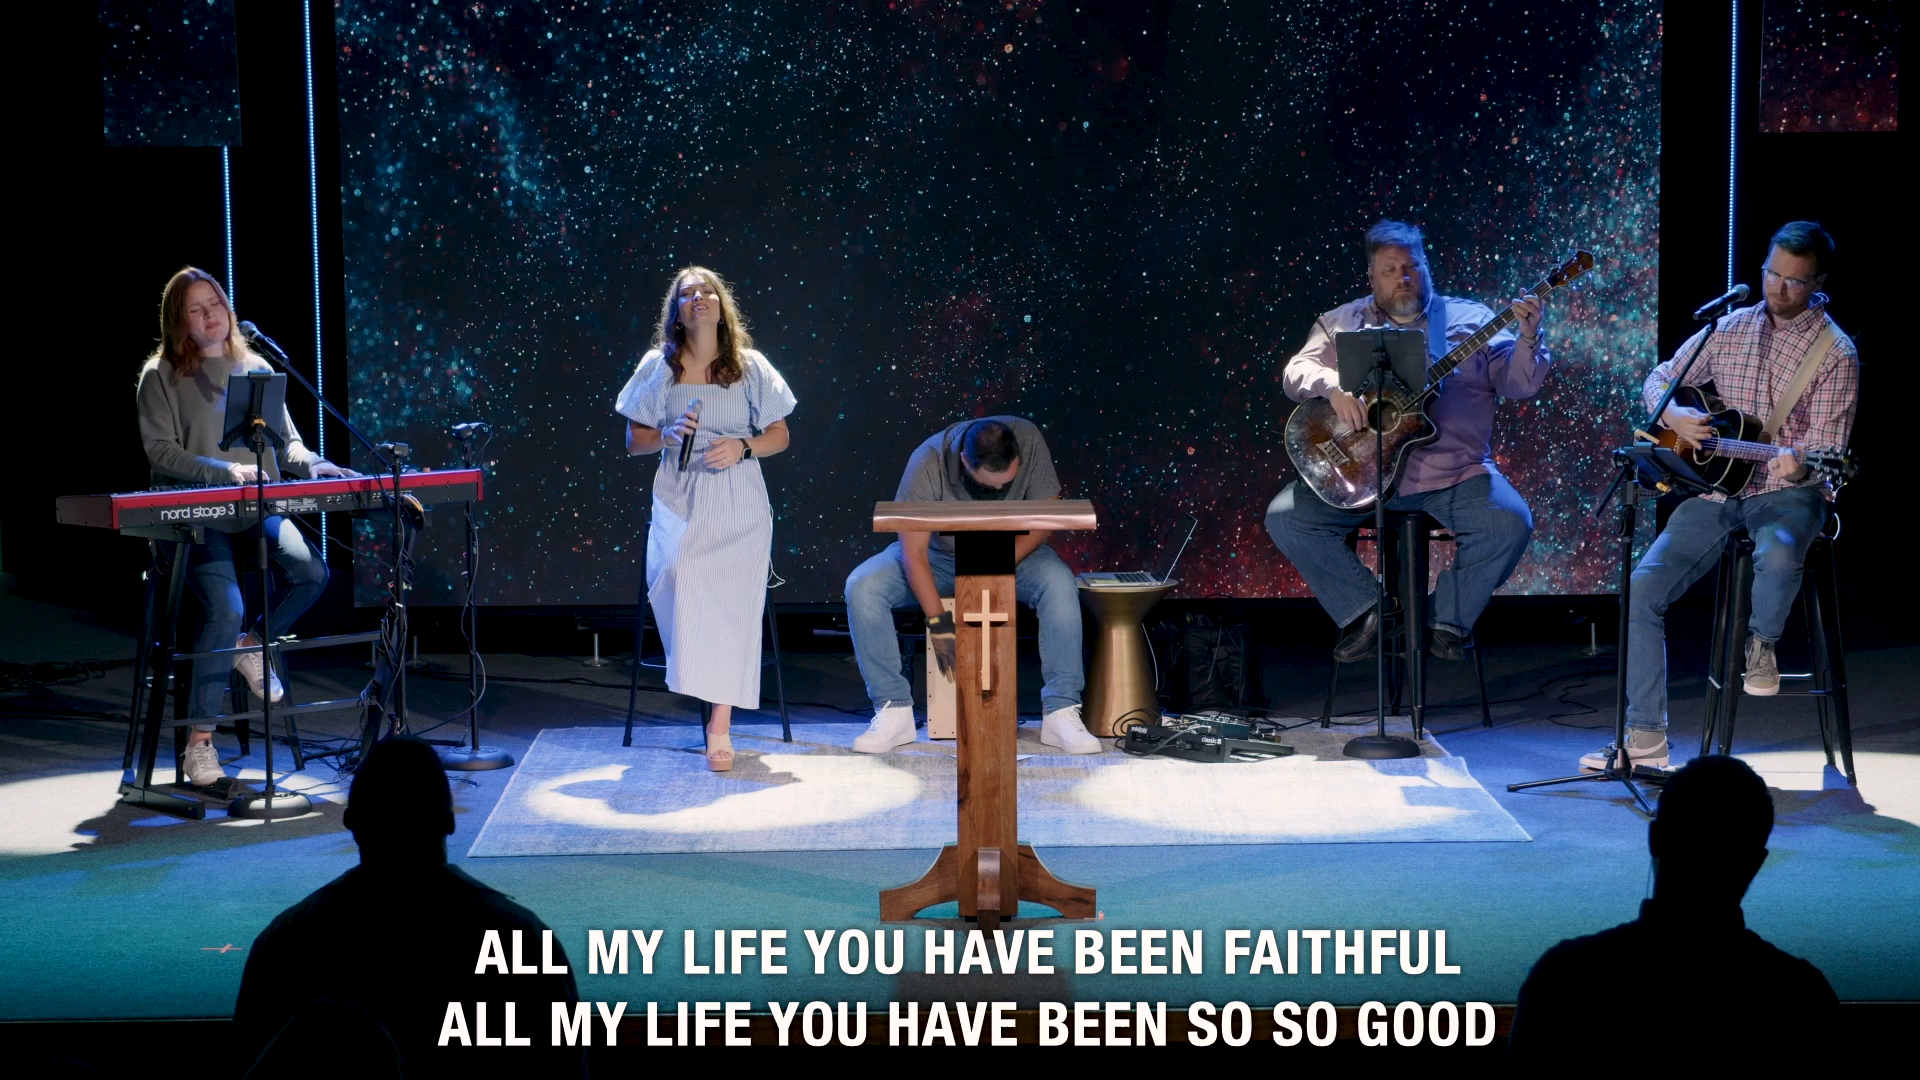 nord stage 3
classic
ALL MY LIFE YOU HAVE BEEN FAITHFUL
ALL MY LIFE YOU HAVE BEEN SO SO GOOD